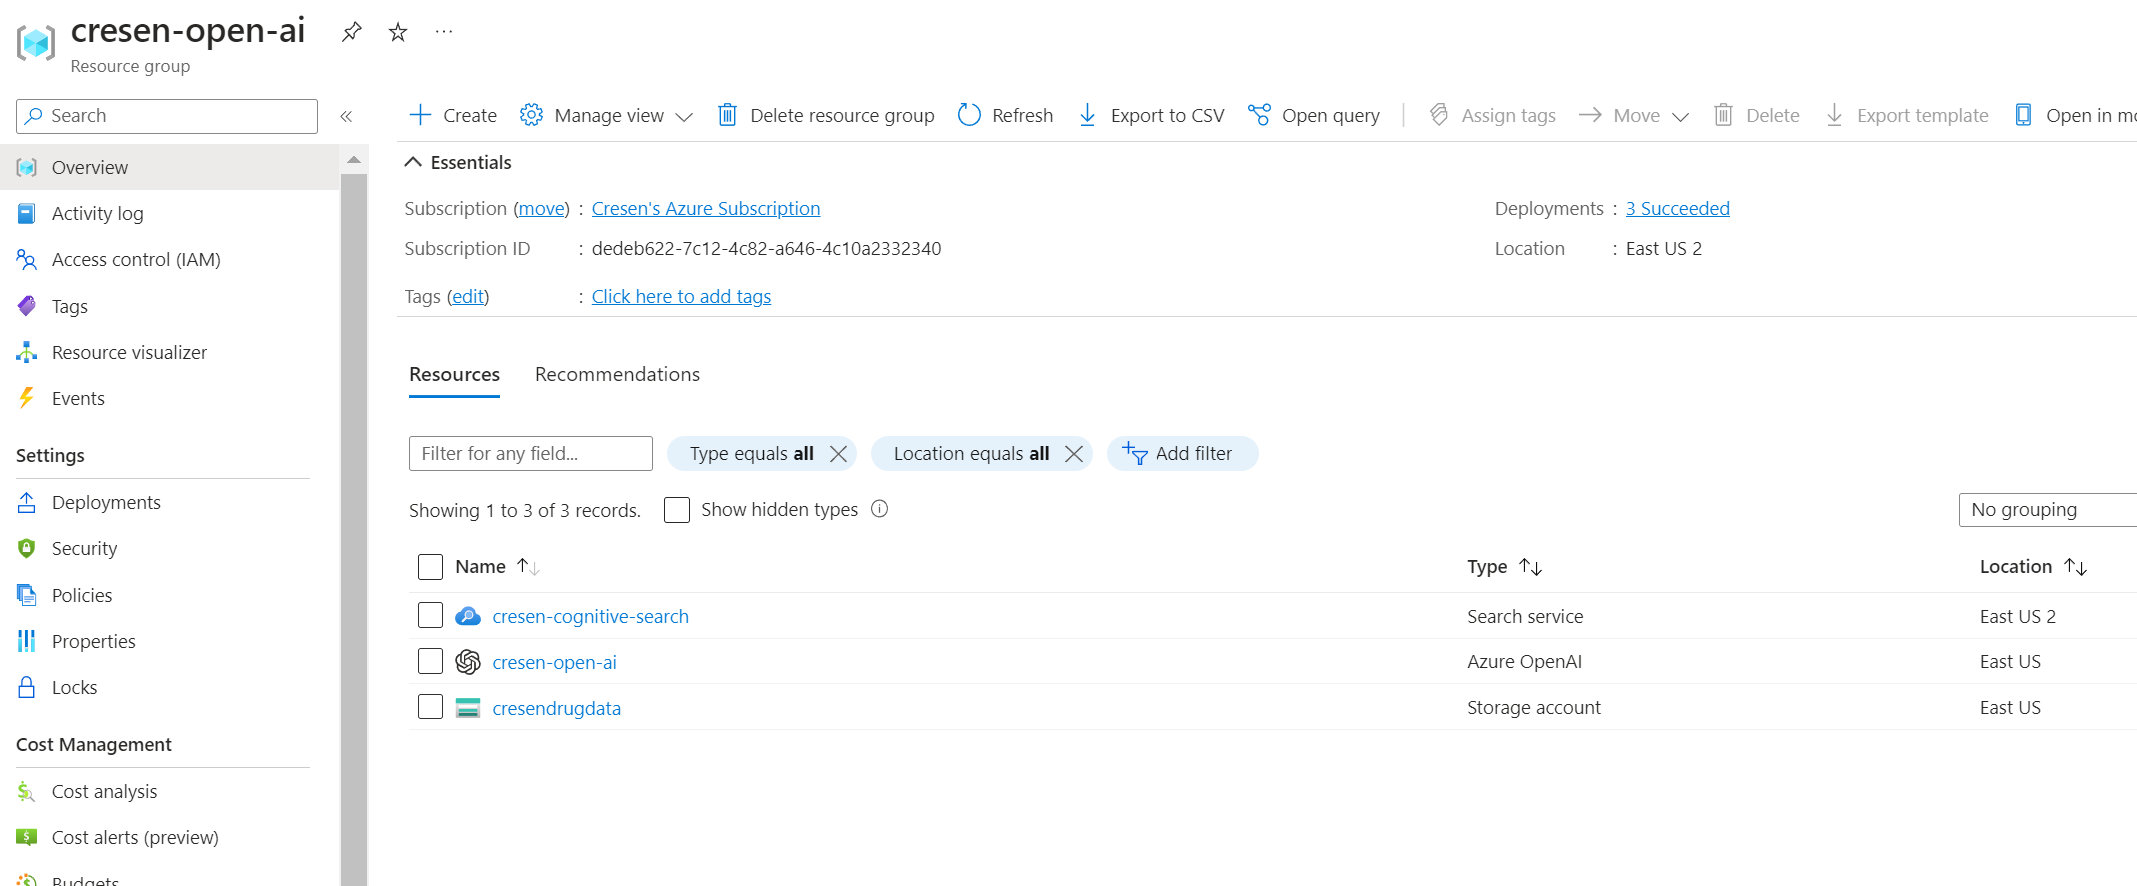 cresen-open-ai
Resource group
Search
Overview
Activity log
Access control (IAM)
Tags
Resource visualizer
Events
Settings
Deployments
Security
Policies
Properties
Locks
Cost Management
Cost analysis
Cost alerts (preview)
Budgets
Create Manage view Delete resource group Refresh Export to CSV Open query Assign tags Move Delete Export template Open in mo
Essentials
Subscription (move) : Cresen's Azure Subscription
Subscription ID : dedeb622-7c12-4c82-a646-4c10a2332340
Tags (edit) : Click here to add tags
Deployments : 3 Succeeded
Location : East US 2
Resources Recommendations
Filter for any field... Type equals all Location equals all Add filter
Showing 1 to 3 of 3 records. Show hidden types No grouping
Name Type Location
cresen-cognitive-search Search service East US 2
cresen-open-ai Azure OpenAI East US
cresendrugdata Storage account East US